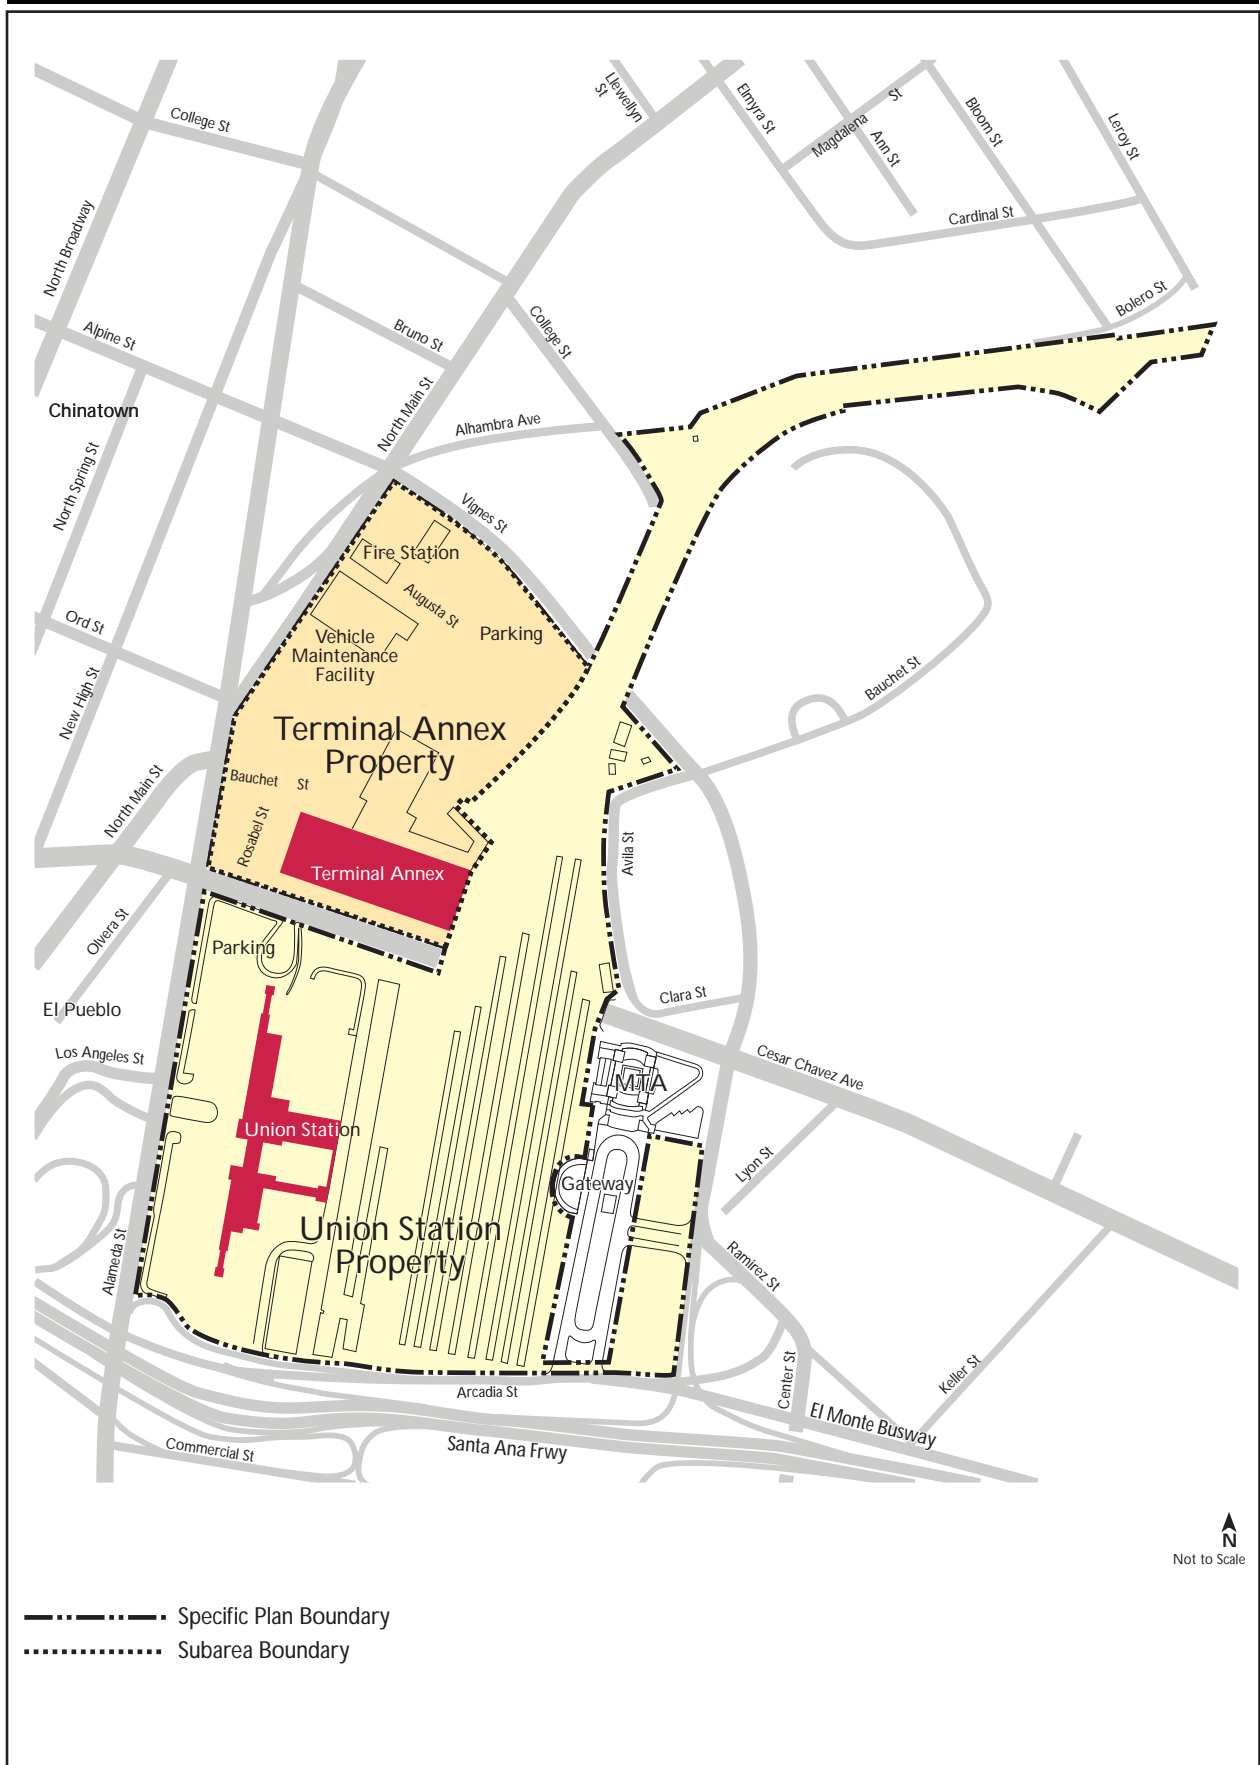 Llewellyn
St
Elmyra St
Magdalena
St
Ann St
Bloom St
Leroy St
College St
North Broadway
Cardinal St
Bolero St
Alpine St
Bruno St
College St
Chinatown
North Main St
Alhambra Ave
North Spring St
Vignes St
Fire Station
Augusta St
Parking
Ord St
Vehicle
Maintenance
Facility
New High St
Bauchet St
Terminal Annex
Property
Bauchet St
North Main St
Rosabel St
Avila St
Terminal Annex
Olvera St
Parking
Clara St
El Pueblo
Los Angeles St
Cesar Chavez Ave
MTA
Union Station
Lyon St
Gateway
Union Station
Property
Alameda St
Ramirez St
Arcadia St
Center St
Keller St
El Monte Busway
Commercial St
Santa Ana Frwy
N
Not to Scale
Specific Plan Boundary
Subarea Boundary